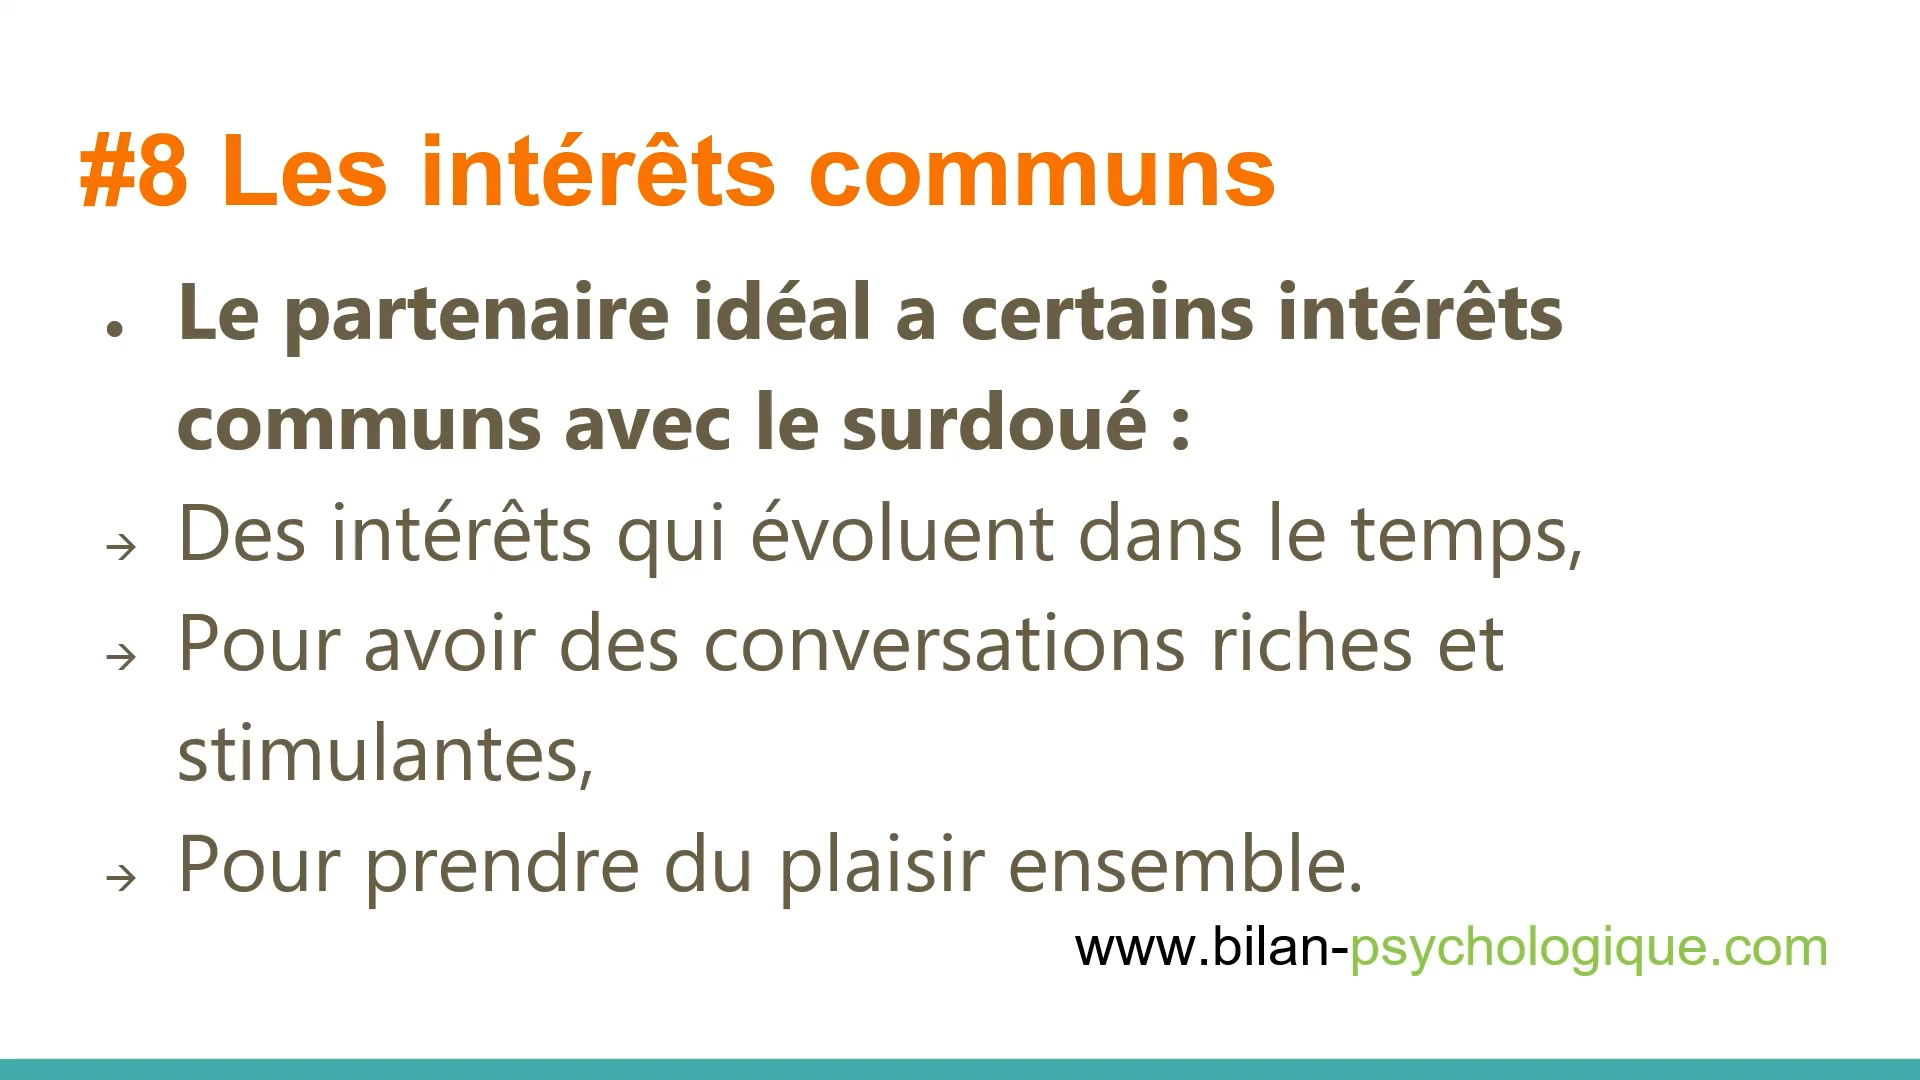 #8 Les intérêts communs
• Le partenaire idéal a certains intérêts
communs avec le surdoué :
→ Des intérêts qui évoluent dans le temps,
→ Pour avoir des conversations riches et
stimulantes,
→ Pour prendre du plaisir ensemble.
www.bilan-psychologique.com